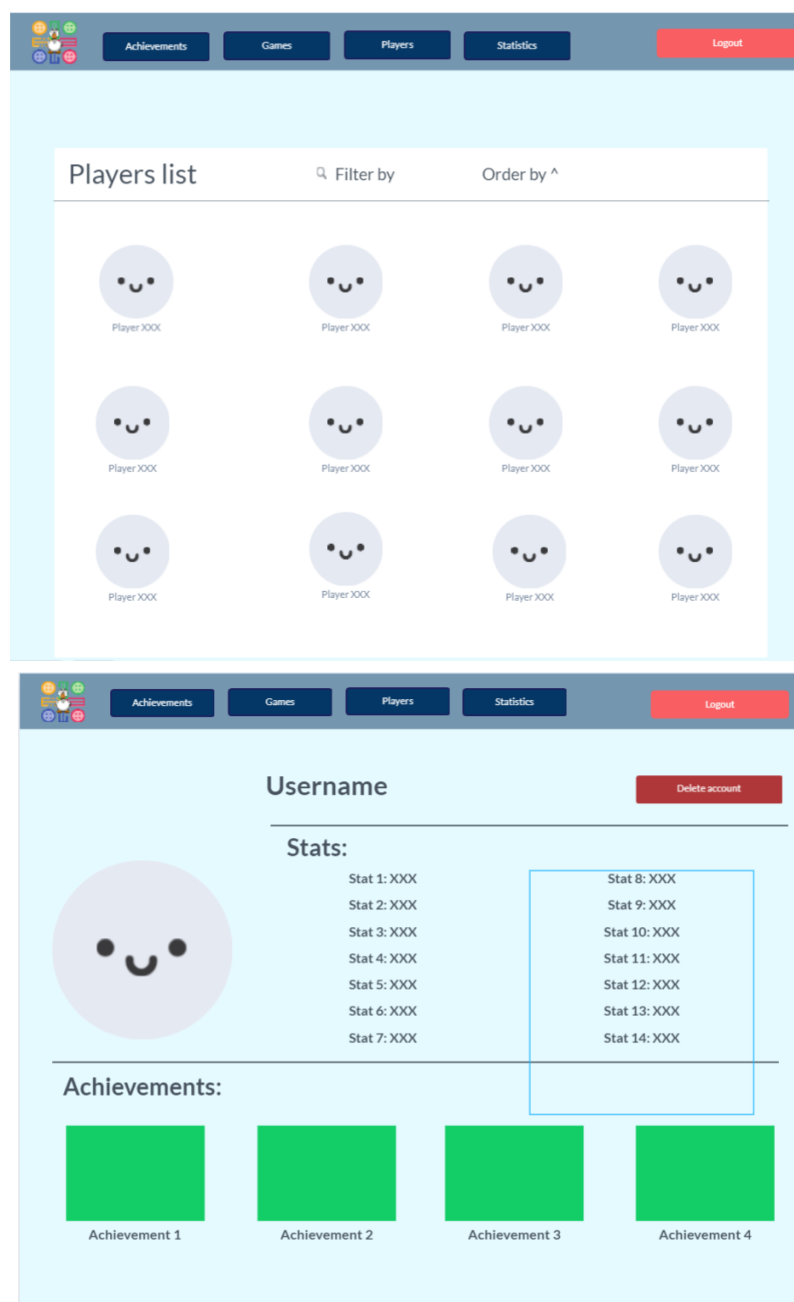 Achievements Games Players Statistics Logout
Players list Filter by Order by ^
Player XXX Player XXX Player XXX Player XXX
Player XXX Player XXX Player XXX Player XXX
Player XXX Player XXX Player XXX Player XXX
Achievements Games Players Statistics Logout
Username Delete account
Stats:
Stat 1: XXX Stat 8: XXX
Stat 2: XXX Stat 9: XXX
Stat 3: XXX Stat 10: XXX
Stat 4: XXX Stat 11: XXX
Stat 5: XXX Stat 12: XXX
Stat 6: XXX Stat 13: XXX
Stat 7: XXX Stat 14: XXX
Achievements:
Achievement 1 Achievement 2 Achievement 3 Achievement 4